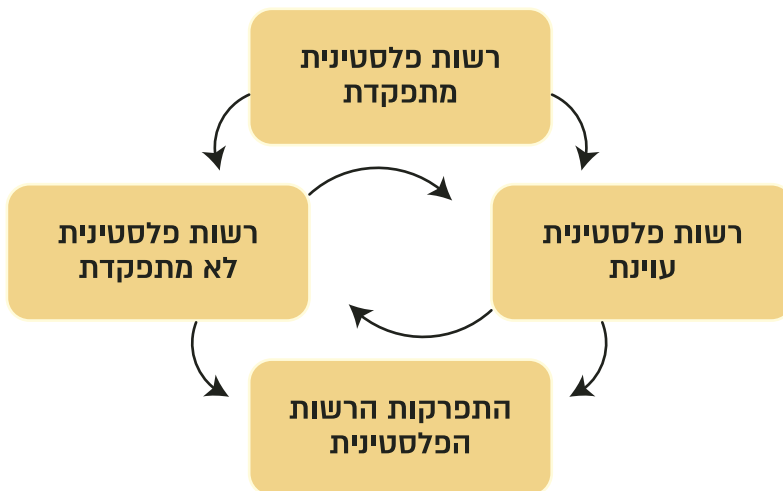 רשות פלסטינית
מתפקדת
רשות פלסטינית
עוינת
רשות פלסטינית
לא מתפקדת
התפרקות הרשות
הפלסטינית